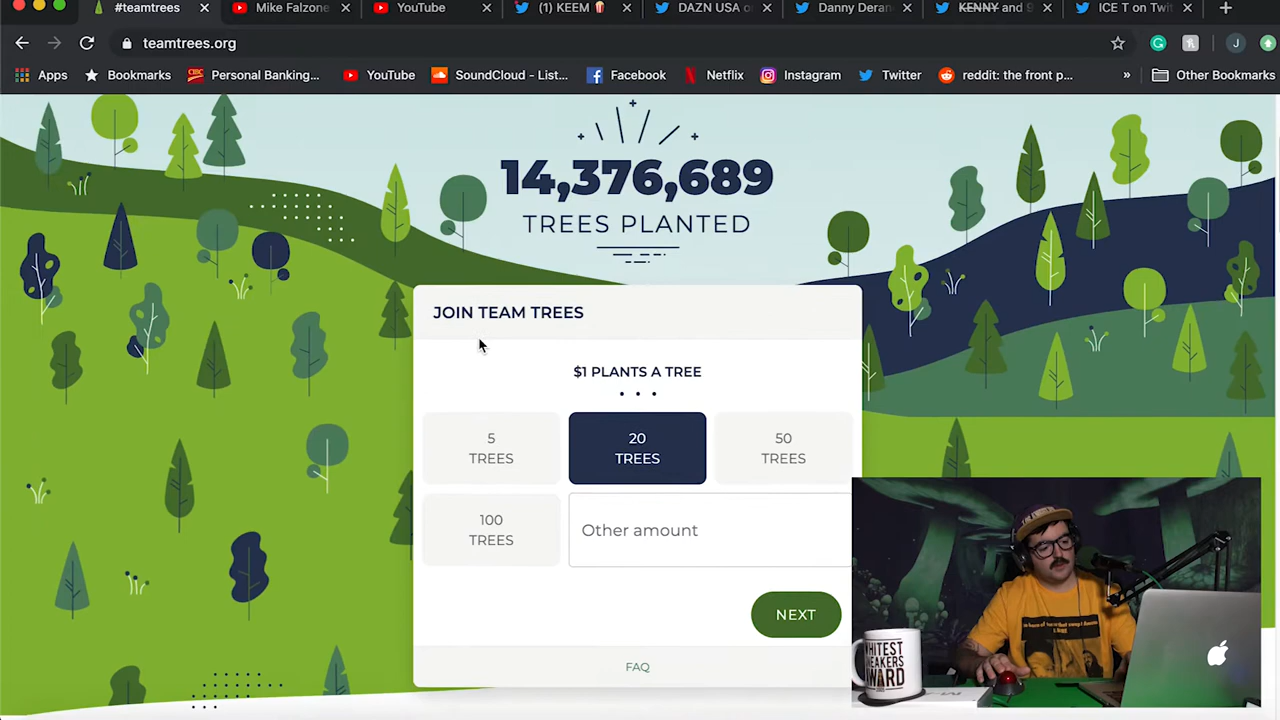 #teamtrees
Mike Falzone
YouTube
(1) KEEM
DAZN USA o
Danny Deran
KENNY and 9
ICE T on Twit
teamtrees.org
J
Apps
Bookmarks
CIBC
Personal Banking...
YouTube
SoundCloud - List...
Facebook
Netflix
Instagram
Twitter
reddit: the front p...
»
Other Bookmarks
14,376,689
TREES PLANTED
JOIN TEAM TREES
$1 PLANTS A TREE
5
TREES
20
TREES
50
TREES
100
TREES
Other amount
NEXT
FAQ
AWARD